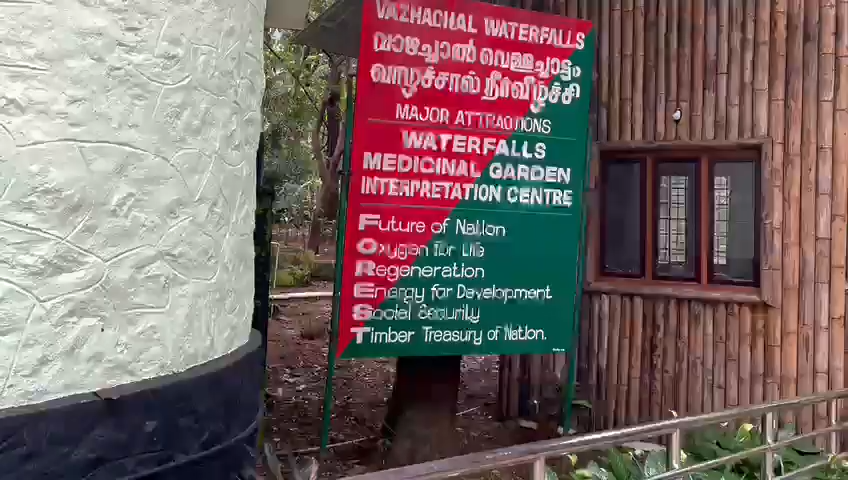 VAZHACHAL WATERFALLS
വാഴച്ചാൽ വെള്ളച്ചാട്ടം
வாழச்சால் நீர்வீழ்ச்சி
MAJOR ATTRACTIONS
WATERFALLS
MEDICINAL GARDEN
INTERPRETATION CENTRE
Future of Nation
Oxygen for Life
Regeneration
Energy for Development
Social Security
Timber Treasury of Nation.